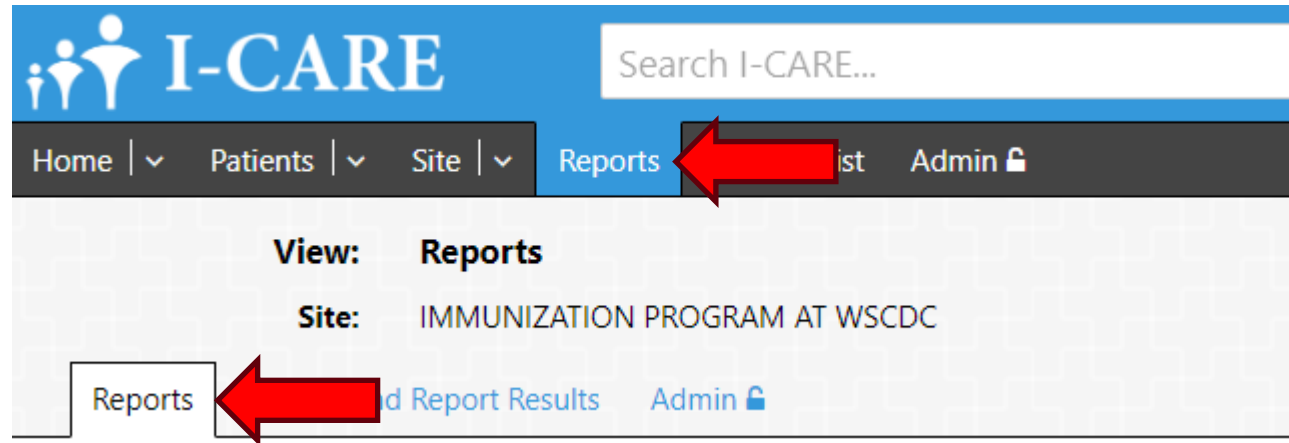 I-CARE Search I-CARE...
Home Patients Site Reports ist Admin
View: Reports
Site: IMMUNIZATION PROGRAM AT WSCDC
Reports d Report Results Admin